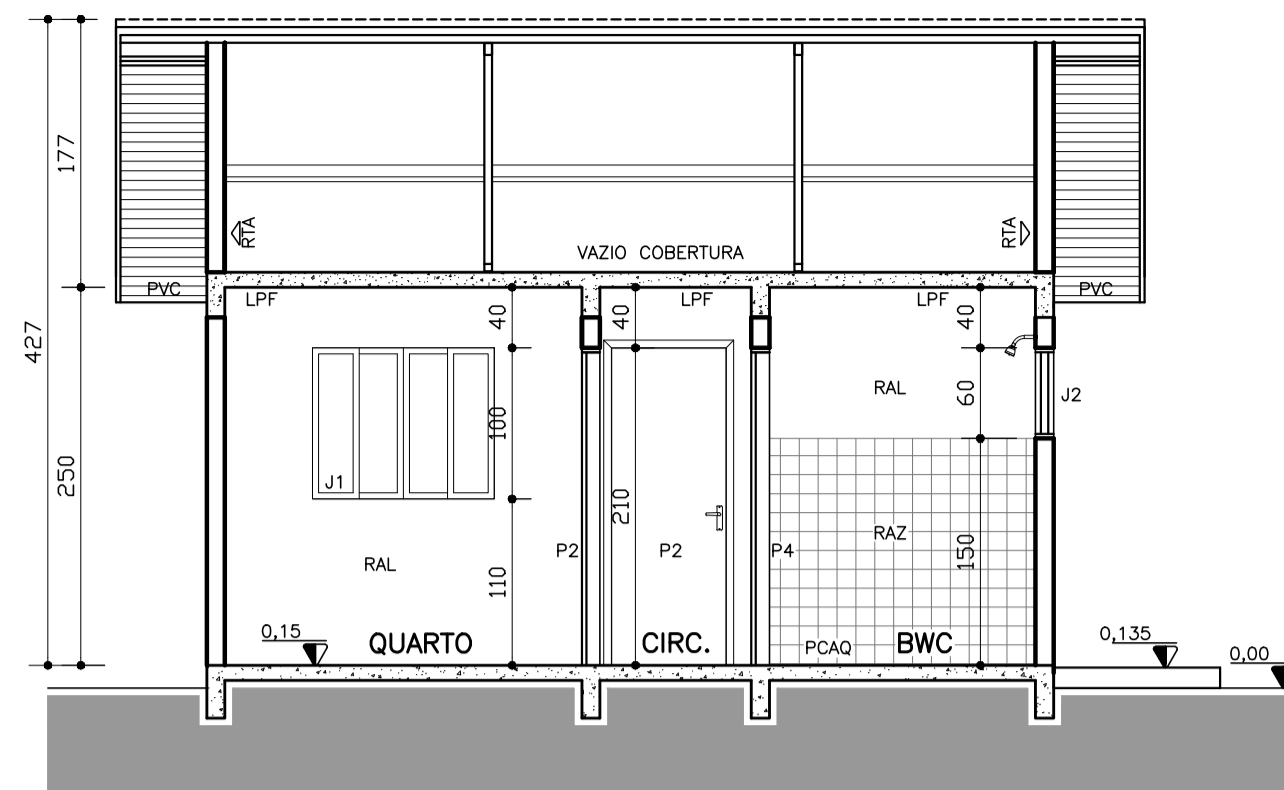 177
RTA
RTA
VAZIO COBERTURA
PVC
PVC
LPF
LPF
LPF
427
250
40
40
40
100
60
J2
RAL
J1
210
RAZ
P2
P2
P4
150
RAL
110
0,15
QUARTO
CIRC.
PCAQ
BWC
0,135
0,00